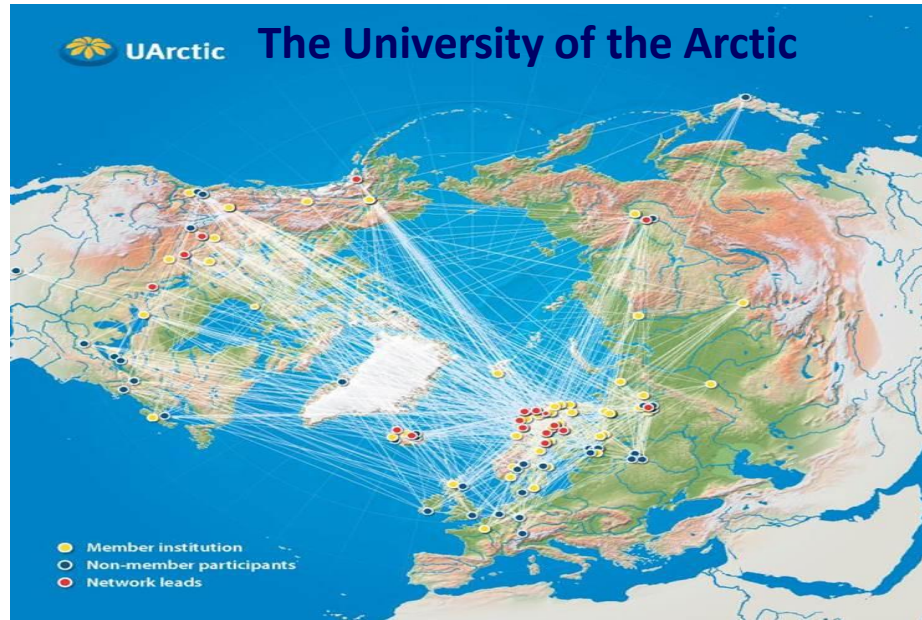 UArctic The University of the Arctic
Member institution
Non-member participants
Network leads